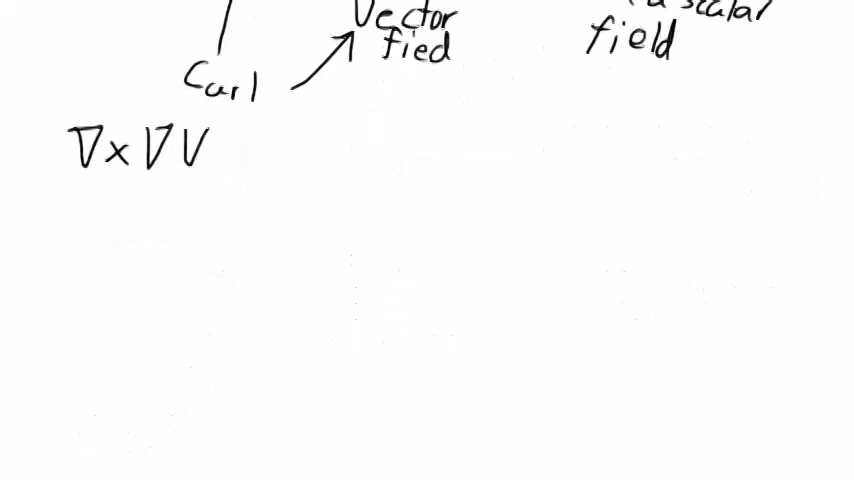 Vector
a scalar
fied
field
Curl
∇× ∇V